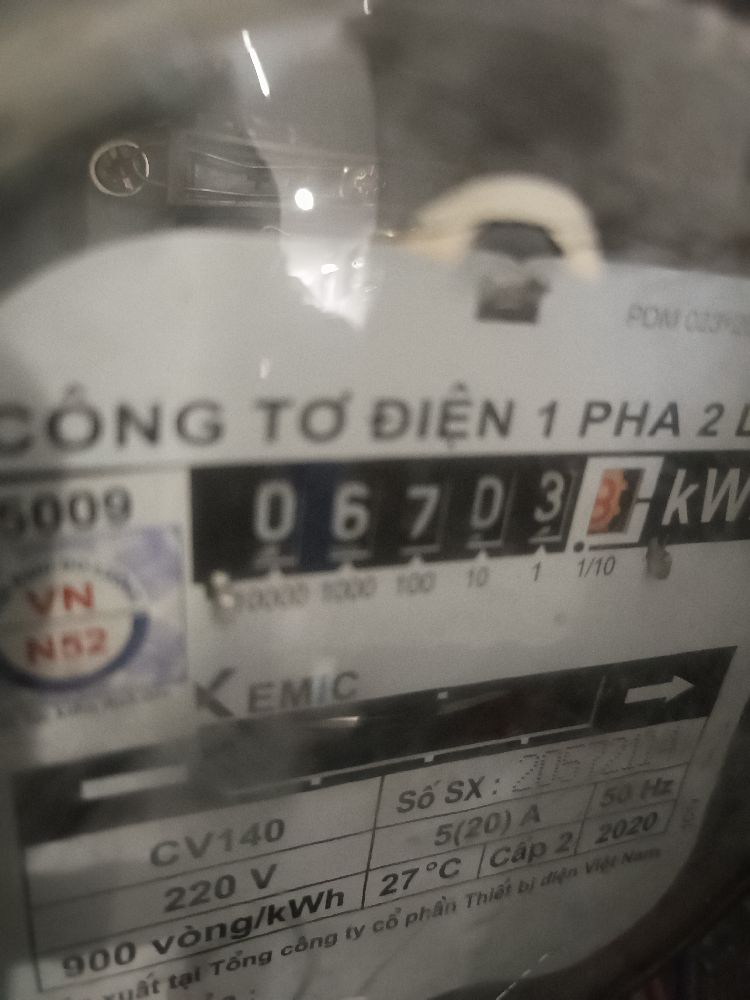 CÔNG TƠ ĐIỆN 1 PHA 2
5009
0 6 7 0 3 kW
10000 1000 100 10 1 1/10
VN
N52
EMIC
Số SX :
CV140 5(20) A 50 Hz
220 V 27 °C Cấp 2 2020
900 vòng/kWh
xuất tại Tổng công ty cổ phần Thiết bị điện Việt Nam